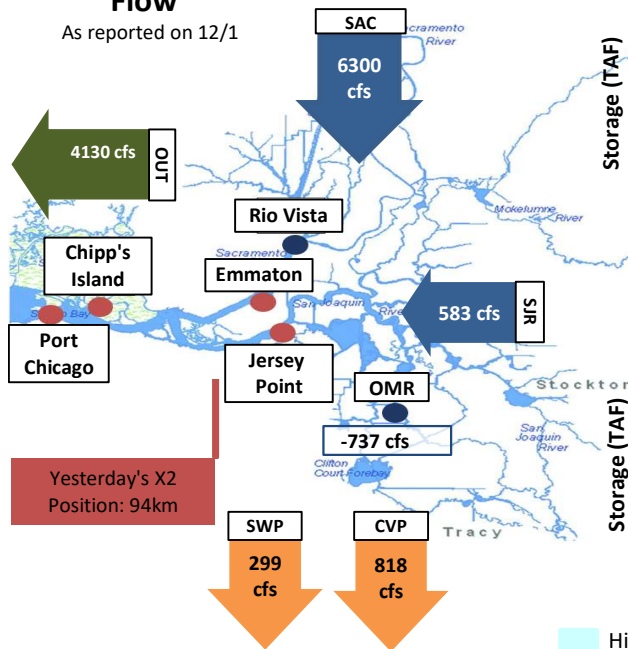 Flow
As reported on 12/1
SAC
Sacramento
River
6300
cfs
Storage (TAF)
4130 cfs
OUT
Mokelumne
River
Rio Vista
Chipp's
Island
Sacramento
Emmaton
San Joaquin
River
583 cfs
SJR
Port
Chicago
Jersey
Point
OMR
Stockton
-737 cfs
San
Joaquin
River
Clifton
Court Forebay
Storage (TAF)
Yesterday's X2
Position: 94km
SWP
CVP
Tracy
299
cfs
818
cfs
Hi